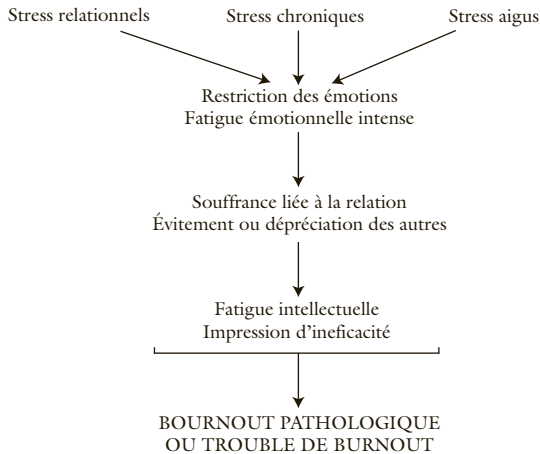 Stress relationnels
Stress chroniques
Stress aigus
Restriction des émotions
Fatigue émotionnelle intense
Souffrance liée à la relation
Évitement ou dépréciation des autres
Fatigue intellectuelle
Impression d'ineficacité
BOURNOUT PATHOLOGIQUE
OU TROUBLE DE BURNOUT